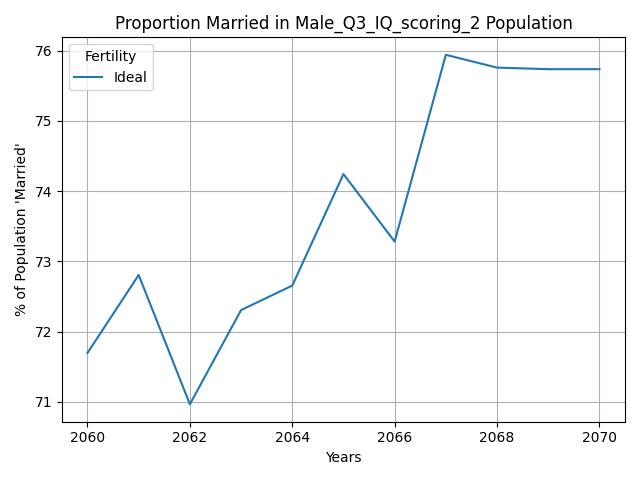 Proportion Married in Male_Q3_IQ_scoring_2 Population
Fertility
Ideal
% of Population 'Married'
76
75
74
73
72
71
2060 2062 2064 2066 2068 2070
Years